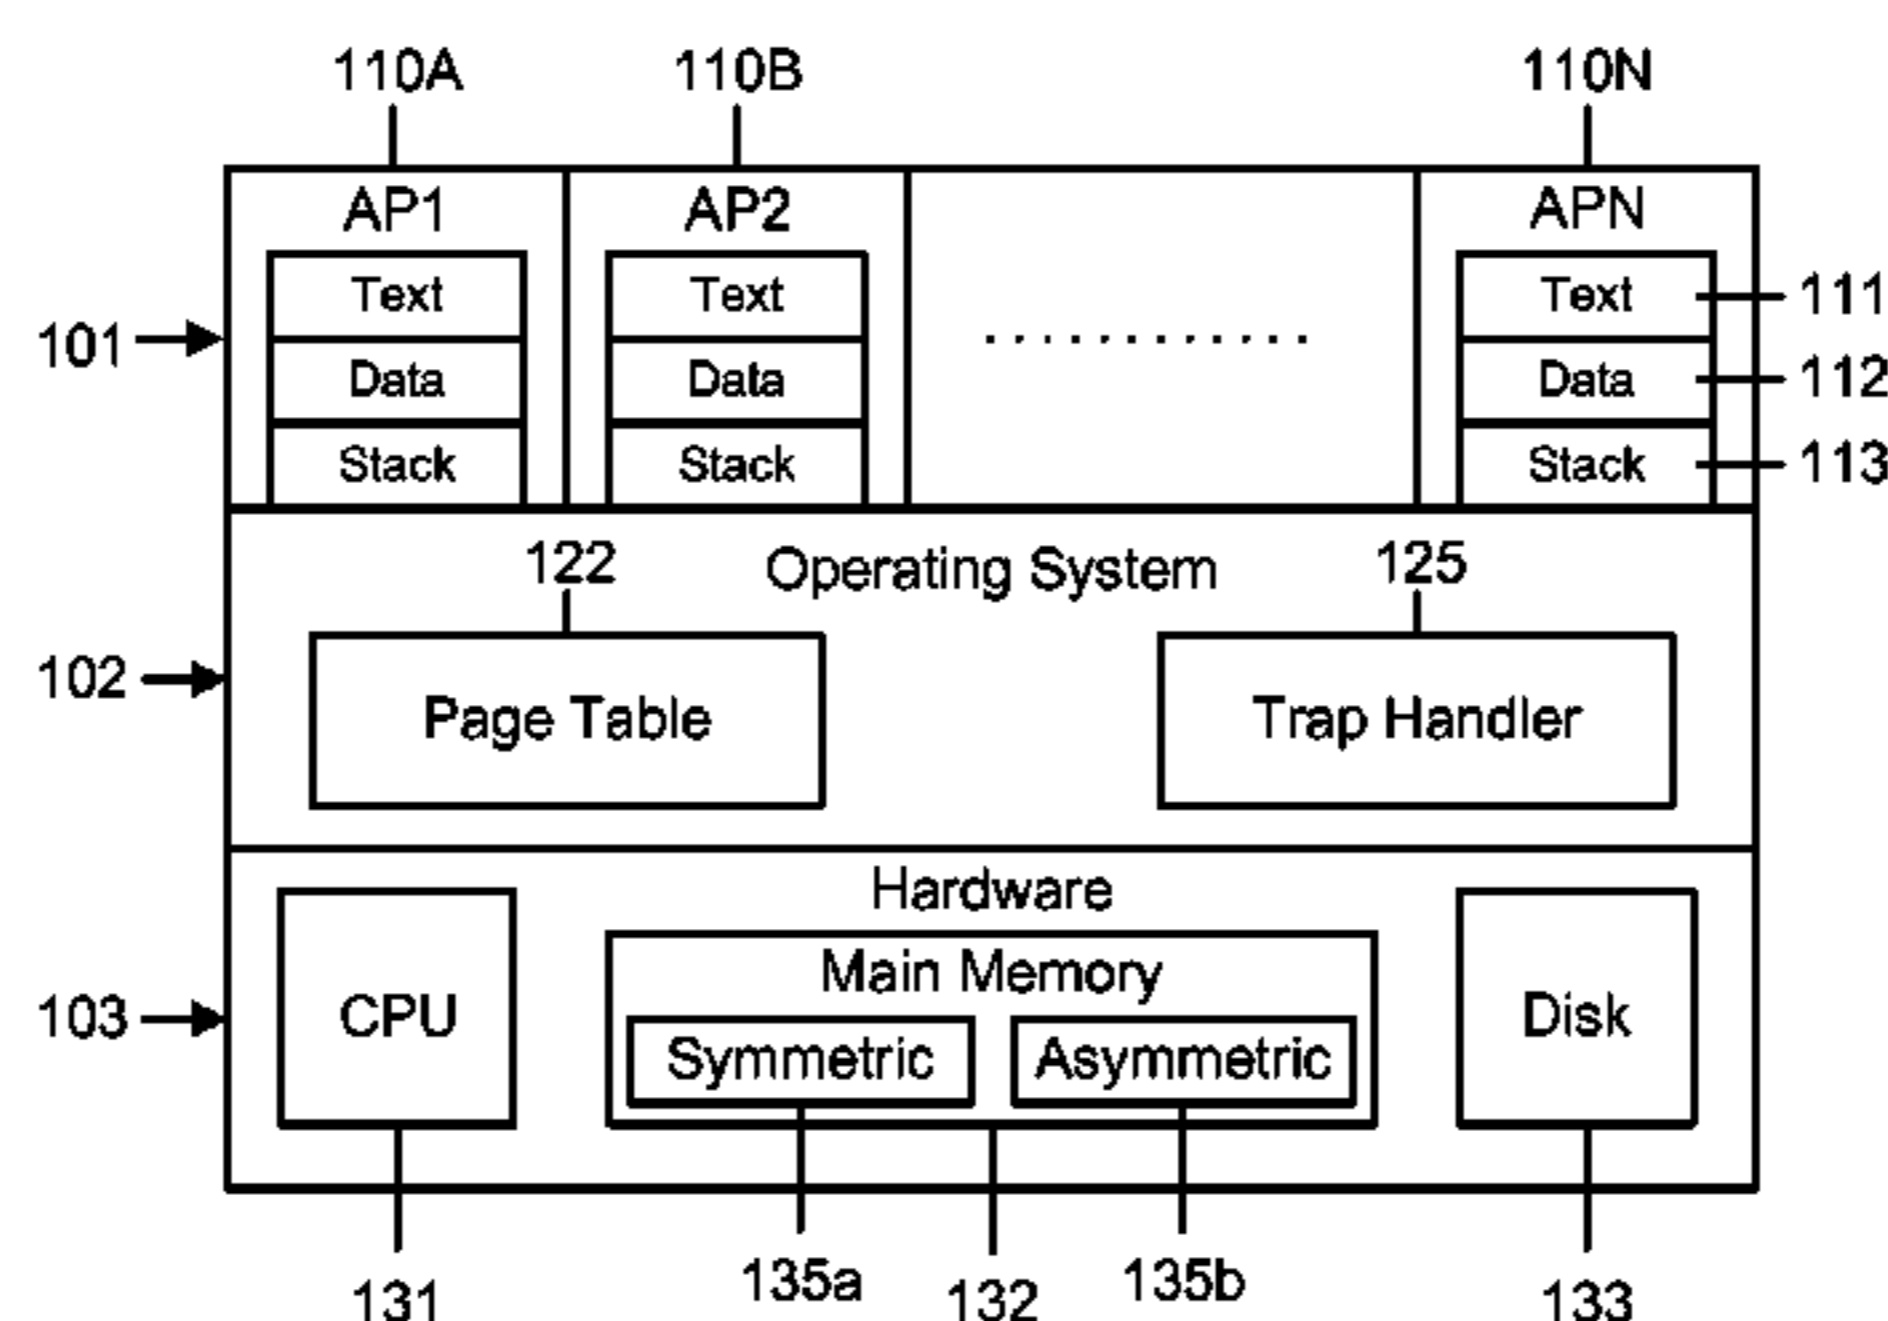 110A 110B 110N
AP1 AP2 APN
Text Text Text 111
101 ............
Data Data Data 112
Stack Stack Stack 113
122 Operating System 125
102 Page Table Trap Handler
Hardware
Main Memory
103 CPU Disk
Symmetric Asymmetric
135a 135b
131 132 133